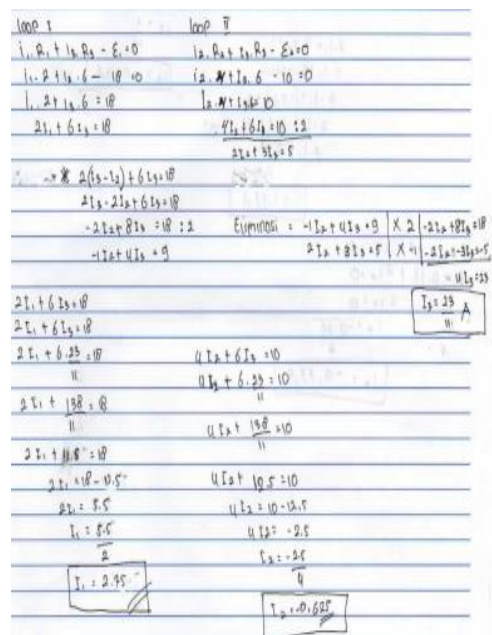 loop I
i₁.R₁ + I₃.R₃ - ε₁=0
i₁.2 + I₃.6 - 18 =0
I₁.2 + I₃.6 = 18
2I₁ + 6I₃ = 18
loop II
i₂.R₂ + I₃.R₃ - ε₂=0
i₂.4 + I₃.6 - 10 =0
I₂.4 + I₃.6 = 10
4I₂ + 6I₃ = 10 :2
2I₂ + 3I₃ = 5
2(I₃-I₂) + 6I₃ = 18
2I₃ - 2I₂ + 6I₃ = 18
-2I₂ + 8I₃ = 18 : 2
-1I₂ + 4I₃ = 9
Eliminasi : -1I₂ + 4I₃ = 9 | X 2 | -2I₂ + 8I₃ = 18
2I₂ + 3I₃ = 5 | X -1 | -2I₂ + -3I₃ = -5
11I₃ = 23
I₃ = 23/11 A
2I₁ + 6I₃ = 18
2I₁ + 6I₃ = 18
2I₁ + 6.23/11 = 18
2I₁ + 138/11 = 18
2I₁ + 12.5 = 18
2I₁ = 18 - 12.5
2I₁ = 5.5
I₁ = 5.5/2
I₁ = 2.75
4I₂ + 6I₃ = 10
4I₂ + 6.23/11 = 10
4I₂ + 138/11 = 10
4I₂ + 12.5 = 10
4I₂ = 10 - 12.5
4I₂ = -2.5
I₂ = -2.5/4
I₂ = -0.625